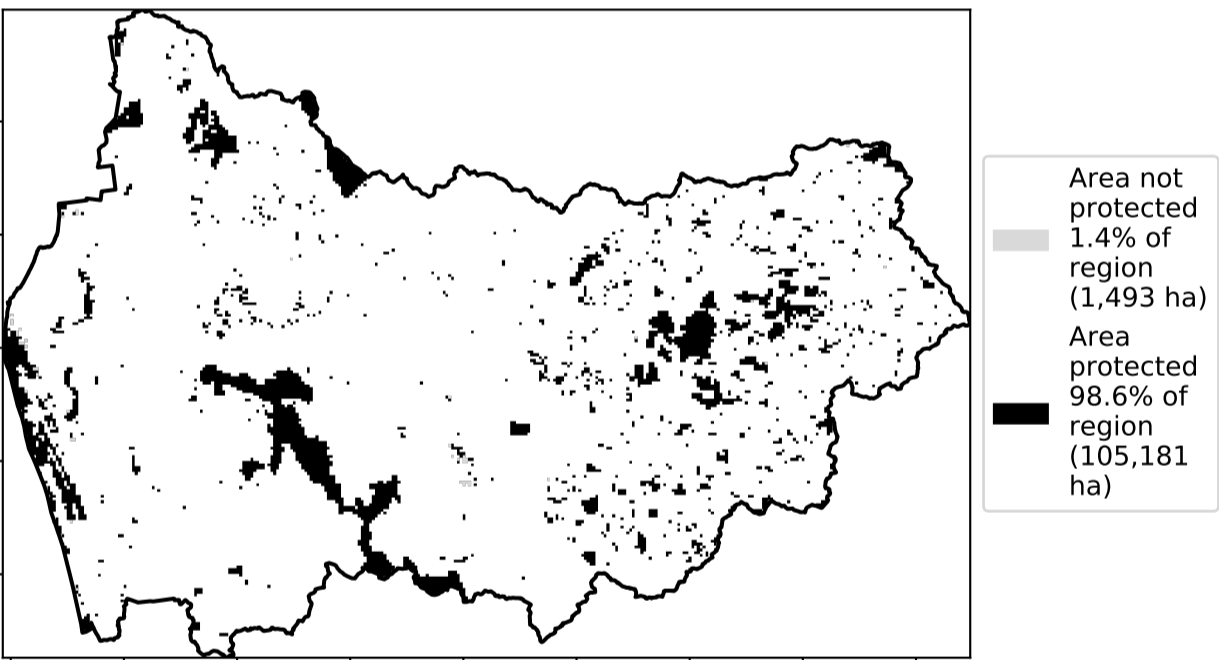 Area not
protected
1.4% of
region
(1,493 ha)
Area
protected
98.6% of
region
(105,181
ha)